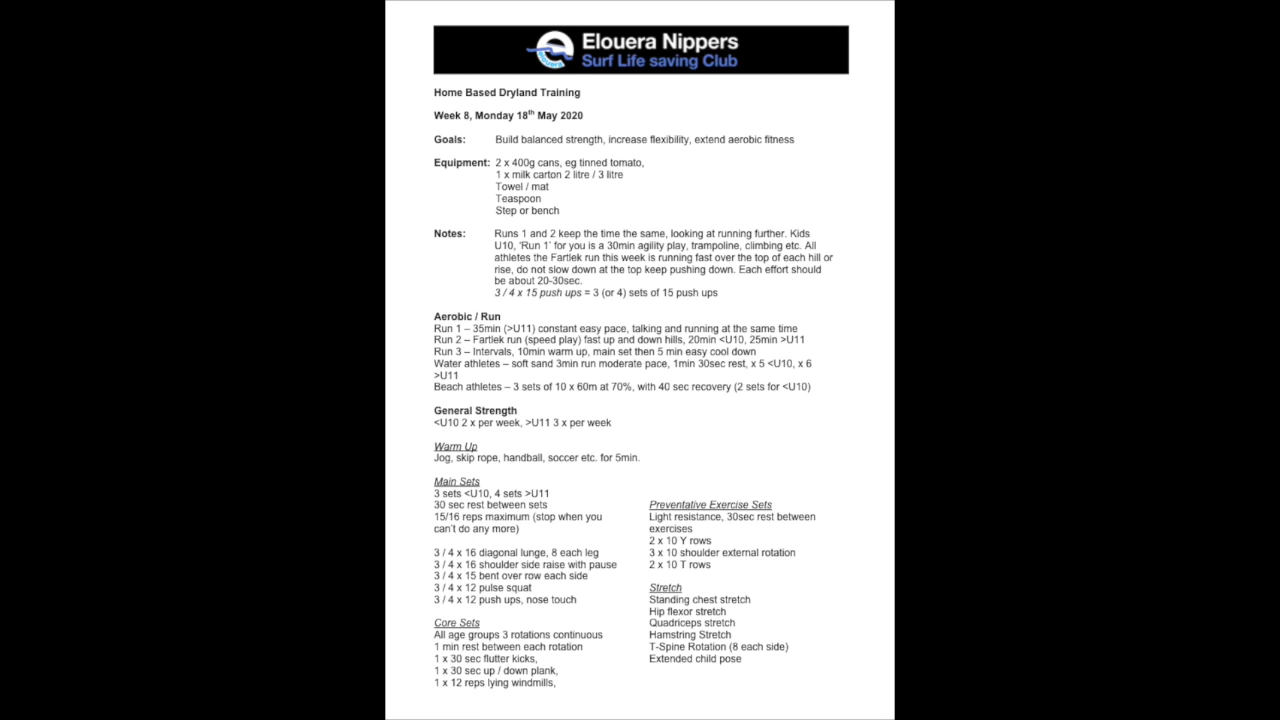 Elouera Nippers
Surf Life saving Club
elouera
Home Based Dryland Training
Week 8, Monday 18th May 2020
Goals: Build balanced strength, increase flexibility, extend aerobic fitness
Equipment: 2 x 400g cans, eg tinned tomato,
1 x milk carton 2 litre / 3 litre
Towel / mat
Teaspoon
Step or bench
Notes: Runs 1 and 2 keep the time the same, looking at running further. Kids
U10, 'Run 1' for you is a 30min agility play, trampoline, climbing etc. All
athletes the Fartlek run this week is running fast over the top of each hill or
rise, do not slow down at the top keep pushing down. Each effort should
be about 20-30sec.
3 / 4 x 15 push ups = 3 (or 4) sets of 15 push ups
Aerobic / Run
Run 1 – 35min (>U11) constant easy pace, talking and running at the same time
Run 2 – Fartlek run (speed play) fast up and down hills, 20min <U10, 25min >U11
Run 3 – Intervals, 10min warm up, main set then 5 min easy cool down
Water athletes – soft sand 3min run moderate pace, 1min 30sec rest, x 5 <U10, x 6
>U11
Beach athletes – 3 sets of 10 x 60m at 70%, with 40 sec recovery (2 sets for <U10)
General Strength
<U10 2 x per week, >U11 3 x per week
Warm Up
Jog, skip rope, handball, soccer etc. for 5min.
Main Sets
3 sets <U10, 4 sets >U11
30 sec rest between sets
15/16 reps maximum (stop when you
can't do any more)
3 / 4 x 16 diagonal lunge, 8 each leg
3 / 4 x 16 shoulder side raise with pause
3 / 4 x 15 bent over row each side
3 / 4 x 12 pulse squat
3 / 4 x 12 push ups, nose touch
Core Sets
All age groups 3 rotations continuous
1 min rest between each rotation
1 x 30 sec flutter kicks,
1 x 30 sec up / down plank,
1 x 12 reps lying windmills,
Preventative Exercise Sets
Light resistance, 30sec rest between
exercises
2 x 10 Y rows
3 x 10 shoulder external rotation
2 x 10 T rows
Stretch
Standing chest stretch
Hip flexor stretch
Quadriceps stretch
Hamstring Stretch
T-Spine Rotation (8 each side)
Extended child pose